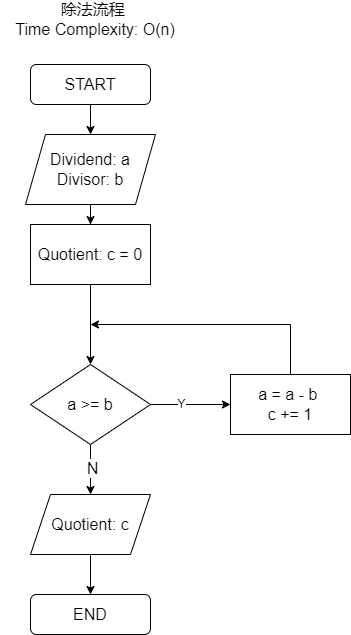 除法流程
Time Complexity: O(n)
START
Dividend: a
Divisor: b
Quotient: c = 0
a >= b
Y
a = a - b
c += 1
N
Quotient: c
END